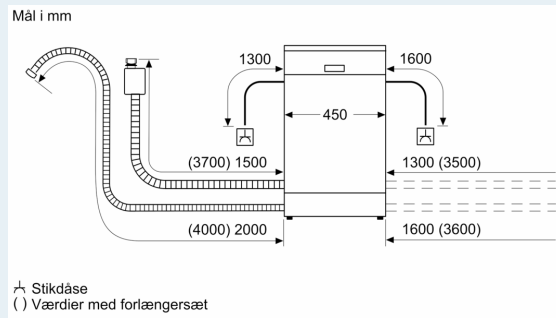 Mål i mm
1300
1600
450
(3700) 1500
1300 (3500)
(4000) 2000
1600 (3600)
Stikdåse
( ) Værdier med forlængersæt